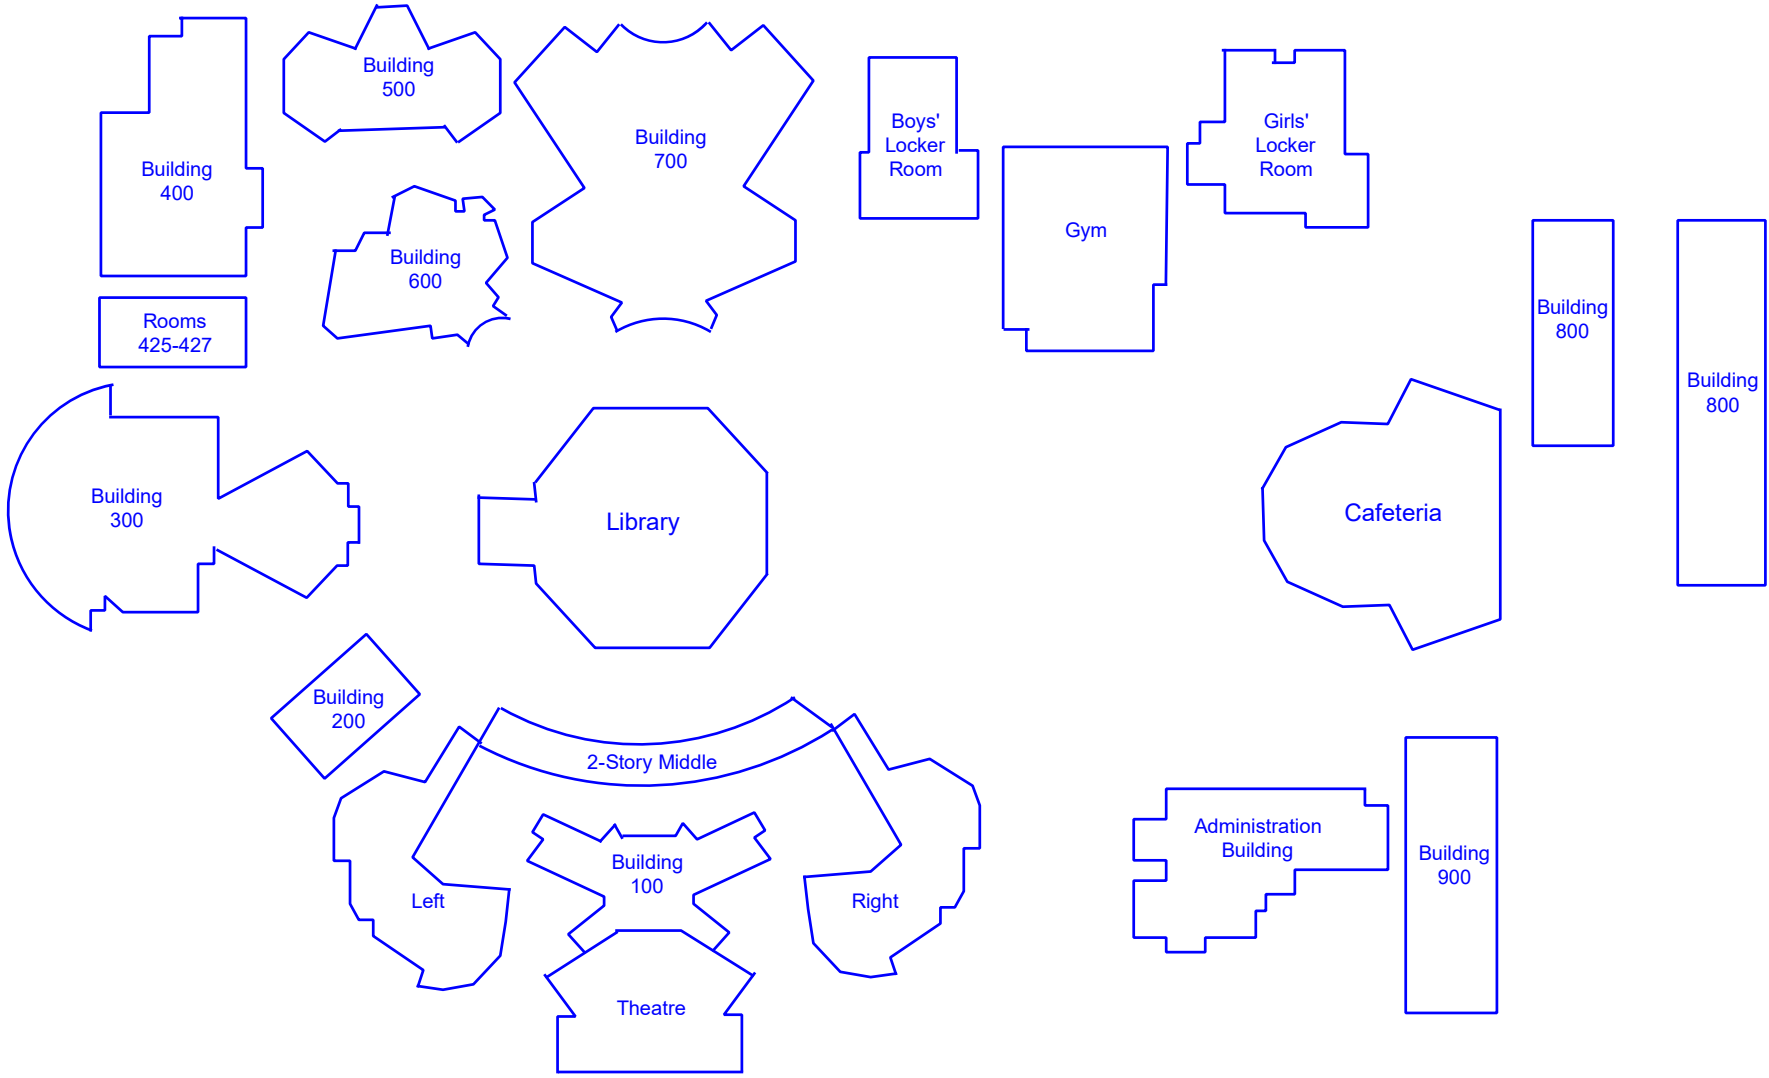 Building
500
Building
700
Boys'
Locker
Room
Girls'
Locker
Room
Building
400
Gym
Building
600
Rooms
425-427
Building
800
Building
800
Building
300
Library
Cafeteria
Building
200
2-Story Middle
Administration
Building
Building
100
Building
900
Left
Right
Theatre